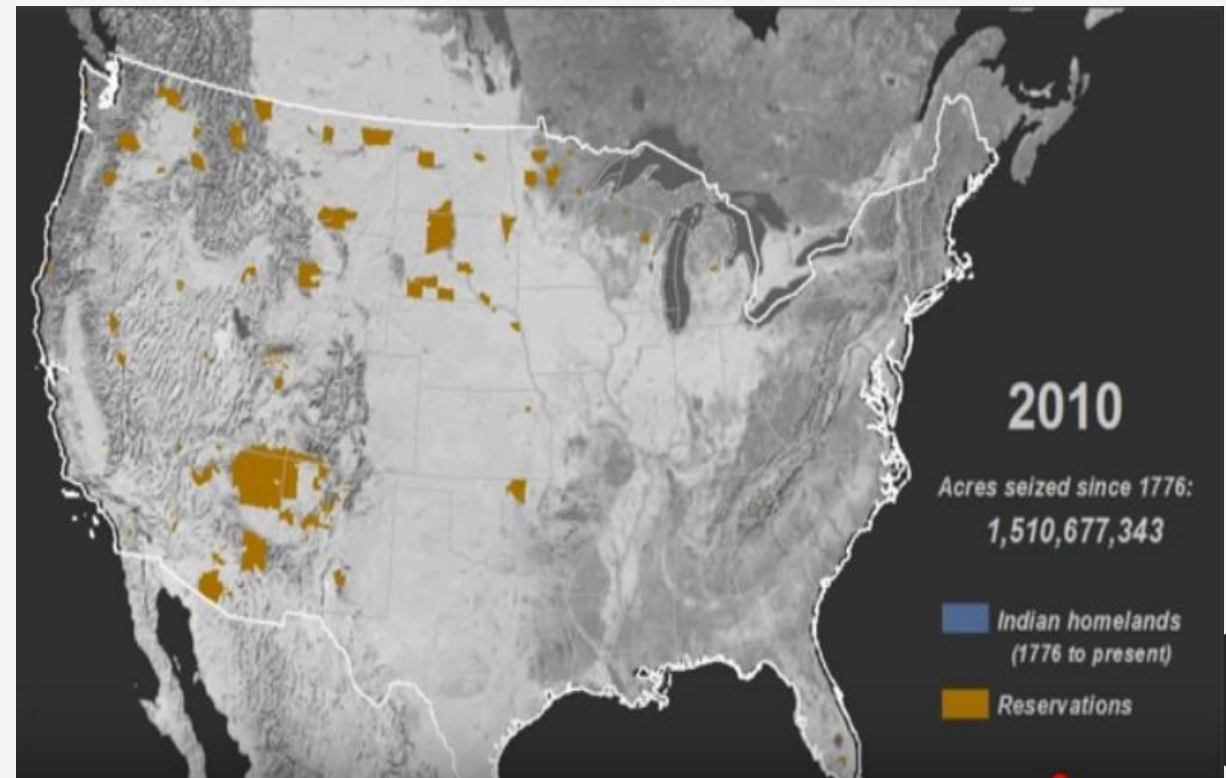 2010
Acres seized since 1776:
1,510,677,343
Indian homelands
(1776 to present)
Reservations